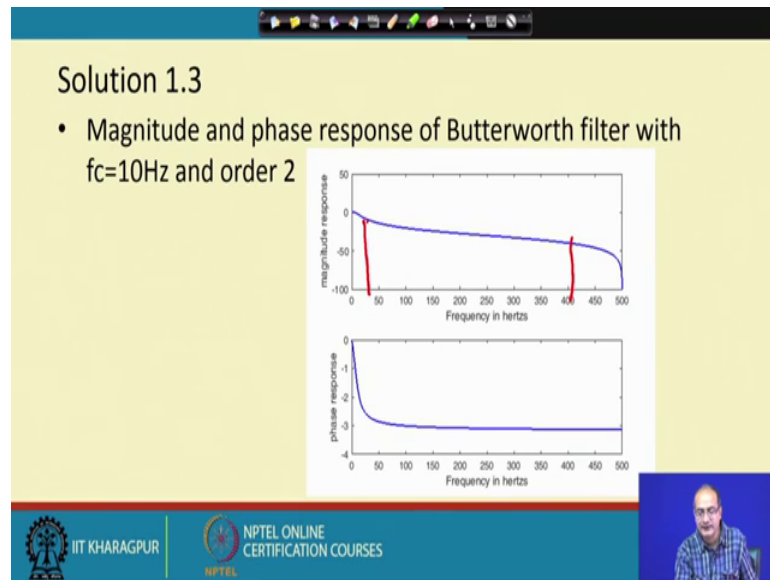 Solution 1.3
• Magnitude and phase response of Butterworth filter with
fc=10Hz and order 2
magnitude response
50
0
-50
-100
0 50 100 150 200 250 300 350 400 450 500
Frequency in hertzs
phase response
0
-1
-2
-3
-4
0 50 100 150 200 250 300 350 400 450 500
Frequency in hertzs
IIT KHARAGPUR
NPTEL
NPTEL ONLINE
CERTIFICATION COURSES